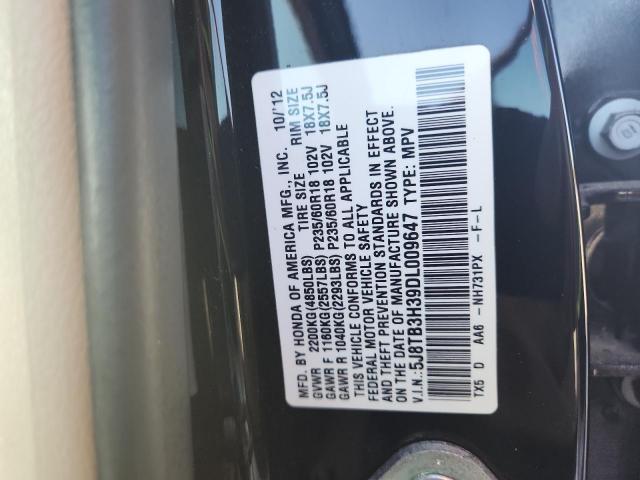 MFD. BY HONDA OF AMERICA MFG., INC. 10/12
TIRE SIZE RIM SIZE
GVWR 2200KG(4850LBS)
GAWR F 1160KG(2557LBS) P235/60R18 102V 18X7.5J
GAWR R 1040KG(2293LBS) P235/60R18 102V 18X7.5J
THIS VEHICLE CONFORMS TO ALL APPLICABLE
FEDERAL MOTOR VEHICLE SAFETY
AND THEFT PREVENTION STANDARDS IN EFFECT
ON THE DATE OF MANUFACTURE SHOWN ABOVE.
V.I.N.: 5J8TB3H39DL009647 TYPE: MPV
TX5 D AA6 -NH731PX -F-L